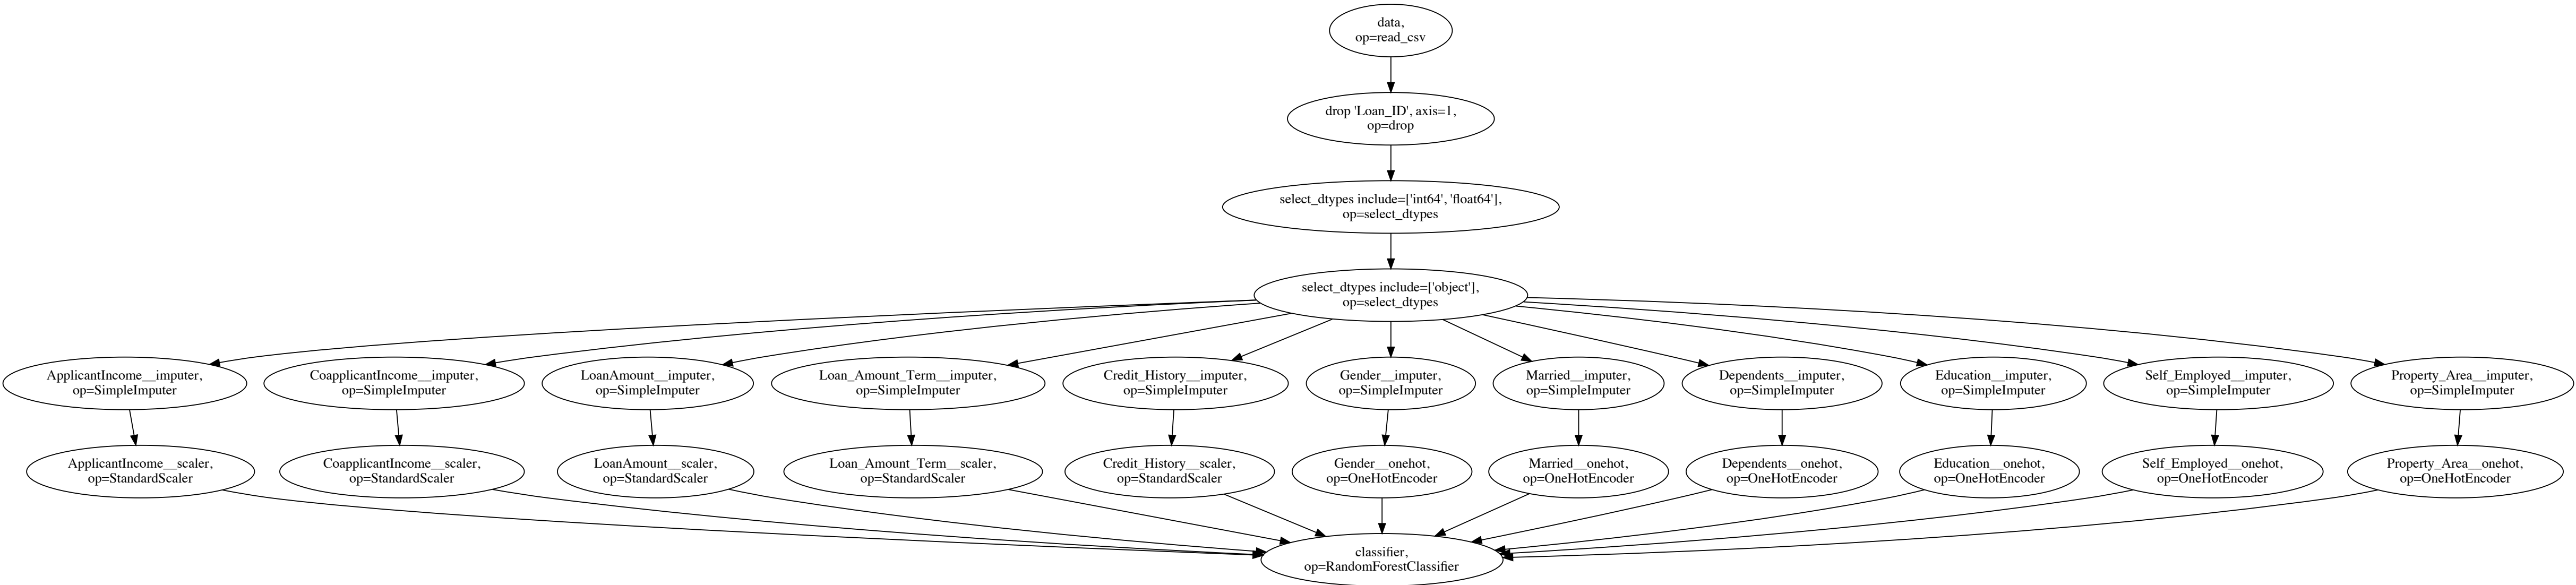 data,
op=read_csv
drop 'Loan_ID', axis=1,
op=drop
select_dtypes include=['int64', 'float64'],
op=select_dtypes
select_dtypes include=['object'],
op=select_dtypes
ApplicantIncome__imputer,
op=SimpleImputer
CoapplicantIncome__imputer,
op=SimpleImputer
LoanAmount__imputer,
op=SimpleImputer
Loan_Amount_Term__imputer,
op=SimpleImputer
Credit_History__imputer,
op=SimpleImputer
Gender__imputer,
op=SimpleImputer
Married__imputer,
op=SimpleImputer
Dependents__imputer,
op=SimpleImputer
Education__imputer,
op=SimpleImputer
Self_Employed__imputer,
op=SimpleImputer
Property_Area__imputer,
op=SimpleImputer
ApplicantIncome__scaler,
op=StandardScaler
CoapplicantIncome__scaler,
op=StandardScaler
LoanAmount__scaler,
op=StandardScaler
Loan_Amount_Term__scaler,
op=StandardScaler
Credit_History__scaler,
op=StandardScaler
Gender__onehot,
op=OneHotEncoder
Married__onehot,
op=OneHotEncoder
Dependents__onehot,
op=OneHotEncoder
Education__onehot,
op=OneHotEncoder
Self_Employed__onehot,
op=OneHotEncoder
Property_Area__onehot,
op=OneHotEncoder
classifier,
op=RandomForestClassifier